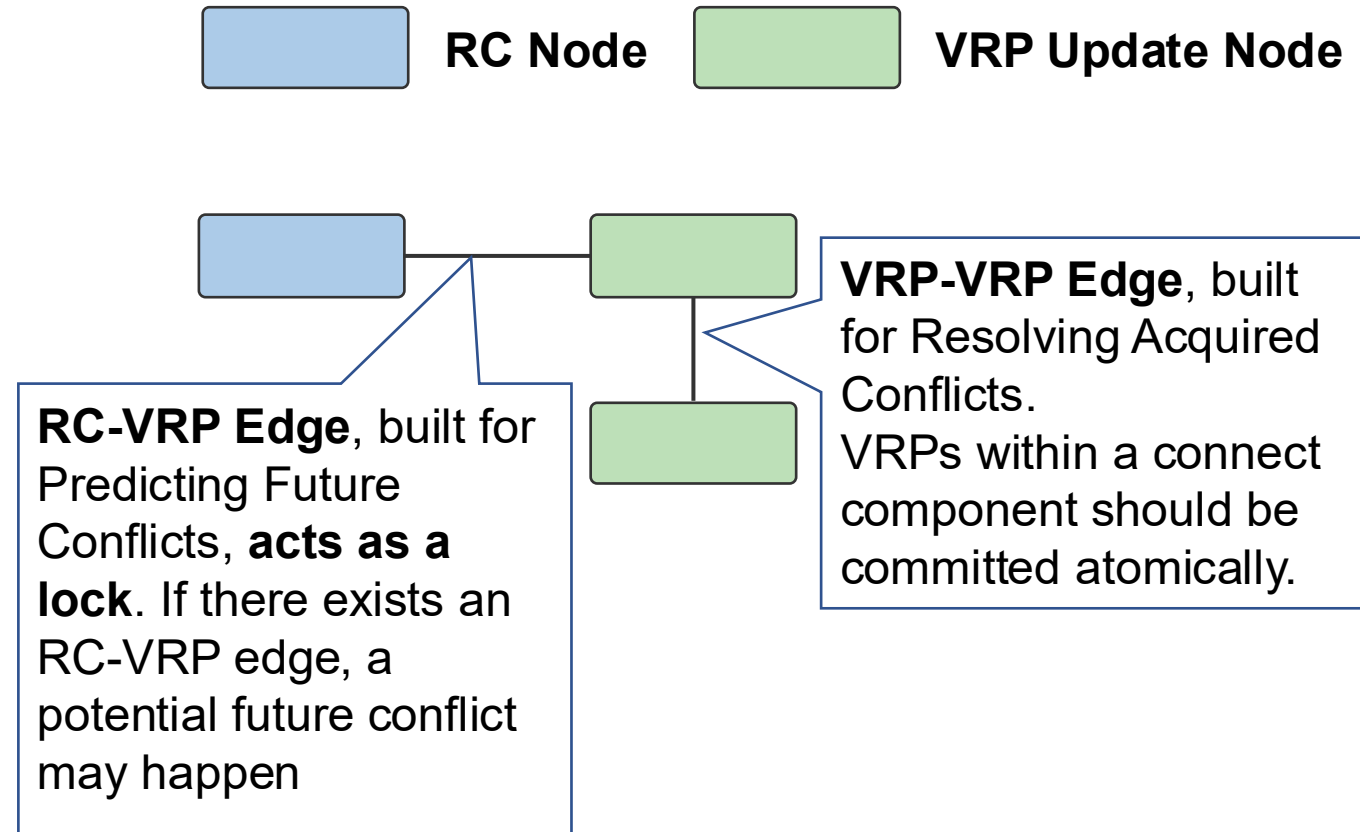 RC Node
VRP Update Node
RC-VRP Edge, built for
Predicting Future
Conflicts, acts as a
lock. If there exists an
RC-VRP edge, a
potential future conflict
may happen
VRP-VRP Edge, built
for Resolving Acquired
Conflicts.
VRPs within a connect
component should be
committed atomically.